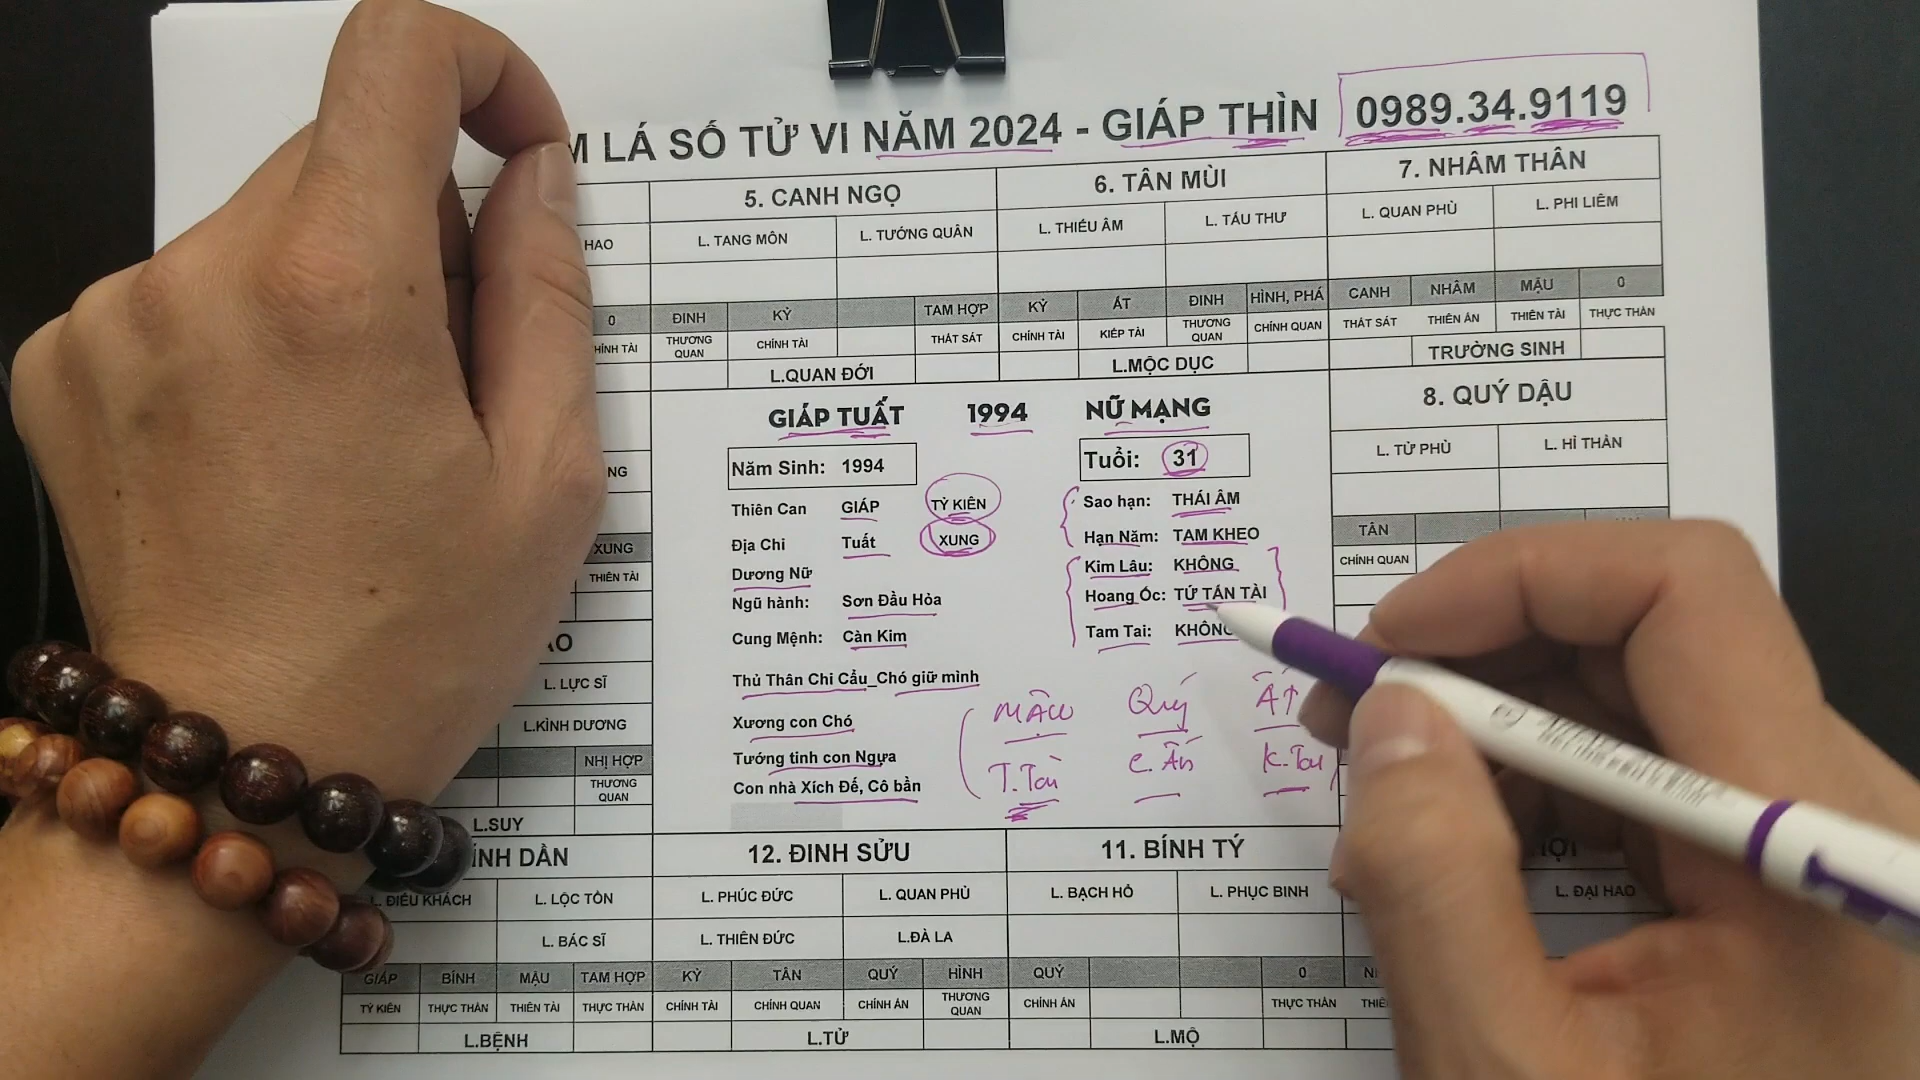 M LÁ SỐ TỬ VI NĂM 2024 - GIÁP THÌN 0989.34.9119
5. CANH NGỌ
6. TÂN MÙI
7. NHÂM THÂN
HAO
L. TANG MÔN
L. TƯỚNG QUÂN
L. THIẾU ÂM
L. TẤU THƯ
L. QUAN PHÙ
L. PHI LIÊM
0
ĐINH
KỶ
TAM HỢP
KỶ
ẤT
ĐINH
HÌNH, PHÁ
CANH
NHÂM
MẬU
0
THƯƠNG QUAN
CHÍNH TÀI
THẤT SÁT
CHÍNH TÀI
KIẾP TÀI
THƯƠNG QUAN
CHÍNH QUAN
THẤT SÁT
THIÊN ẤN
THIÊN TÀI
THỰC THẦN
L.QUAN ĐỚI
L.MỘC DỤC
TRƯỜNG SINH
GIÁP TUẤT 1994 NỮ MẠNG
8. QUÝ DẬU
L. TỬ PHÙ
L. HỈ THẦN
Năm Sinh: 1994
Tuổi: 31
Thiên Can GIÁP TỶ KIÊN
Sao hạn: THÁI ÂM
Địa Chi Tuất XUNG
Hạn Năm: TAM KHEO
TÂN
XUNG
CHÍNH QUAN
THIÊN TÀI
Dương Nữ
Kim Lâu: KHÔNG
Ngũ hành: Sơn Đầu Hỏa
Hoang Ốc: TỨ TẤN TÀI
Cung Mệnh: Càn Kim
Tam Tai: KHÔNG
Thủ Thân Chi Cẩu_Chó giữ mình
L. LỰC SĨ
Xương con Chó
L.KÌNH DƯƠNG
MẬU Quý ẤT
Tướng tinh con Ngựa
NHỊ HỢP
T.Tài C.Ấn K.Tài
Con nhà Xích Đế, Cô bần
THƯƠNG QUAN
L.SUY
ÍNH DẦN
12. ĐINH SỬU
11. BÍNH TÝ
L. ĐIẾU KHÁCH
L. LỘC TỒN
L. PHÚC ĐỨC
L. QUAN PHÙ
L. BẠCH HỔ
L. PHỤC BINH
L. ĐẠI HAO
L. BÁC SĨ
L. THIÊN ĐỨC
L.ĐÀ LA
GIÁP
BÍNH
MẬU
TAM HỢP
KỶ
TÂN
QUÝ
HÌNH
QUÝ
0
TỶ KIÊN
THỰC THẦN
THIÊN TÀI
THỰC THẦN
CHÍNH TÀI
CHÍNH QUAN
CHÍNH ẤN
THƯƠNG QUAN
CHÍNH ẤN
THỰC THẦN
L.BỆNH
L.TỬ
L.MỘ